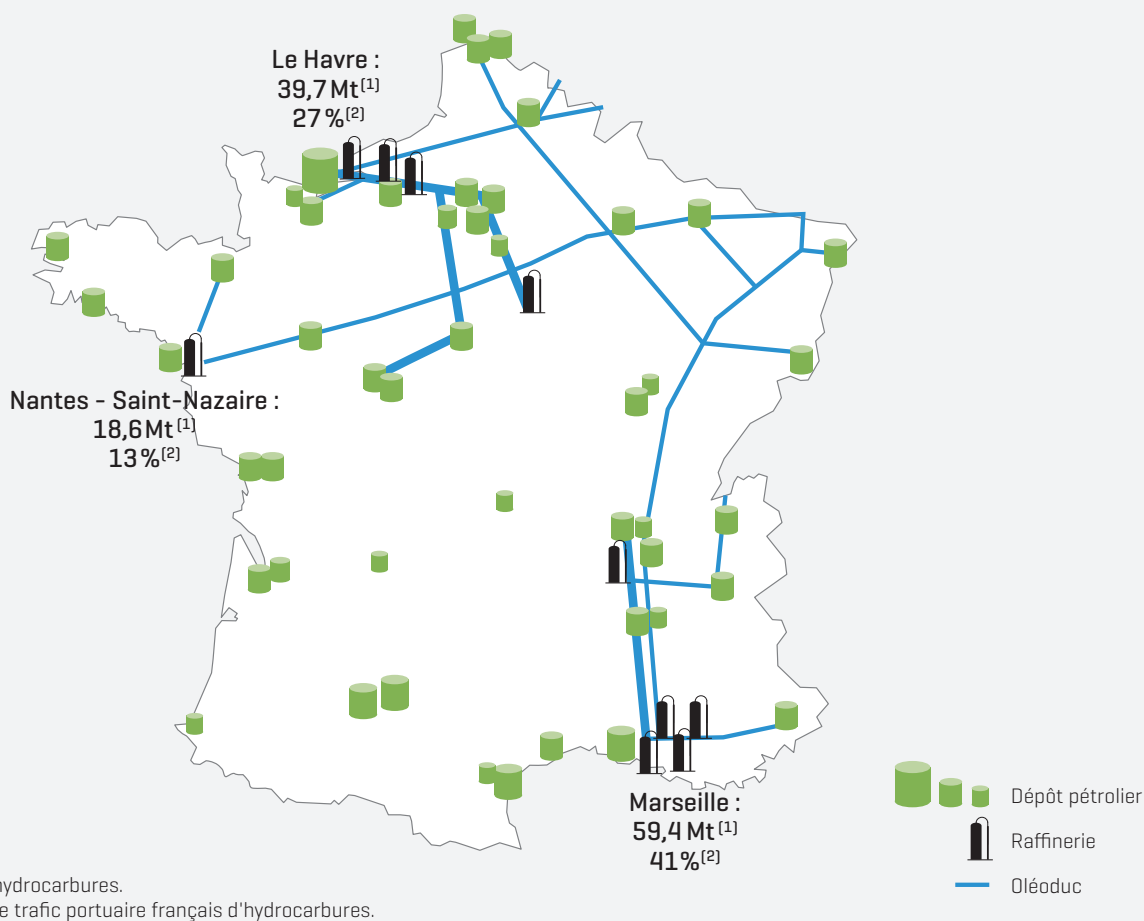 Le Havre :
39,7 Mt(1)
27 %(2)
Nantes - Saint-Nazaire :
18,6 Mt(1)
13 %(2)
Marseille :
59,4 Mt(1)
41%(2)
Dépôt pétrolier
Raffinerie
Oléoduc
hydrocarbures.
e trafic portuaire français d'hydrocarbures.